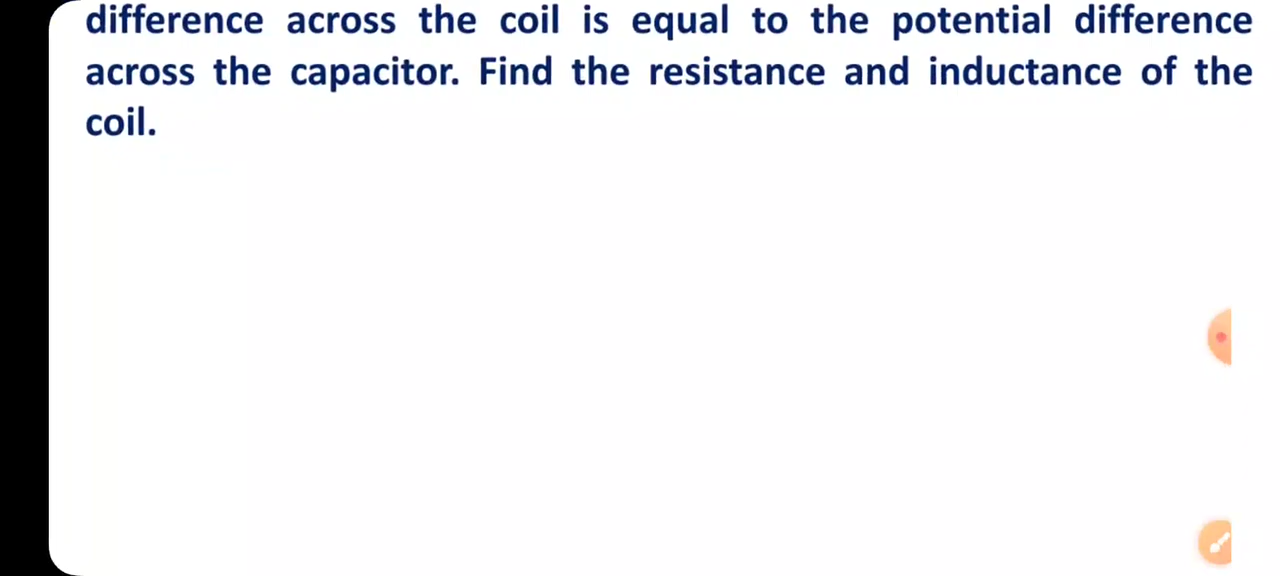 difference across the coil is equal to the potential difference
across the capacitor. Find the resistance and inductance of the
coil.